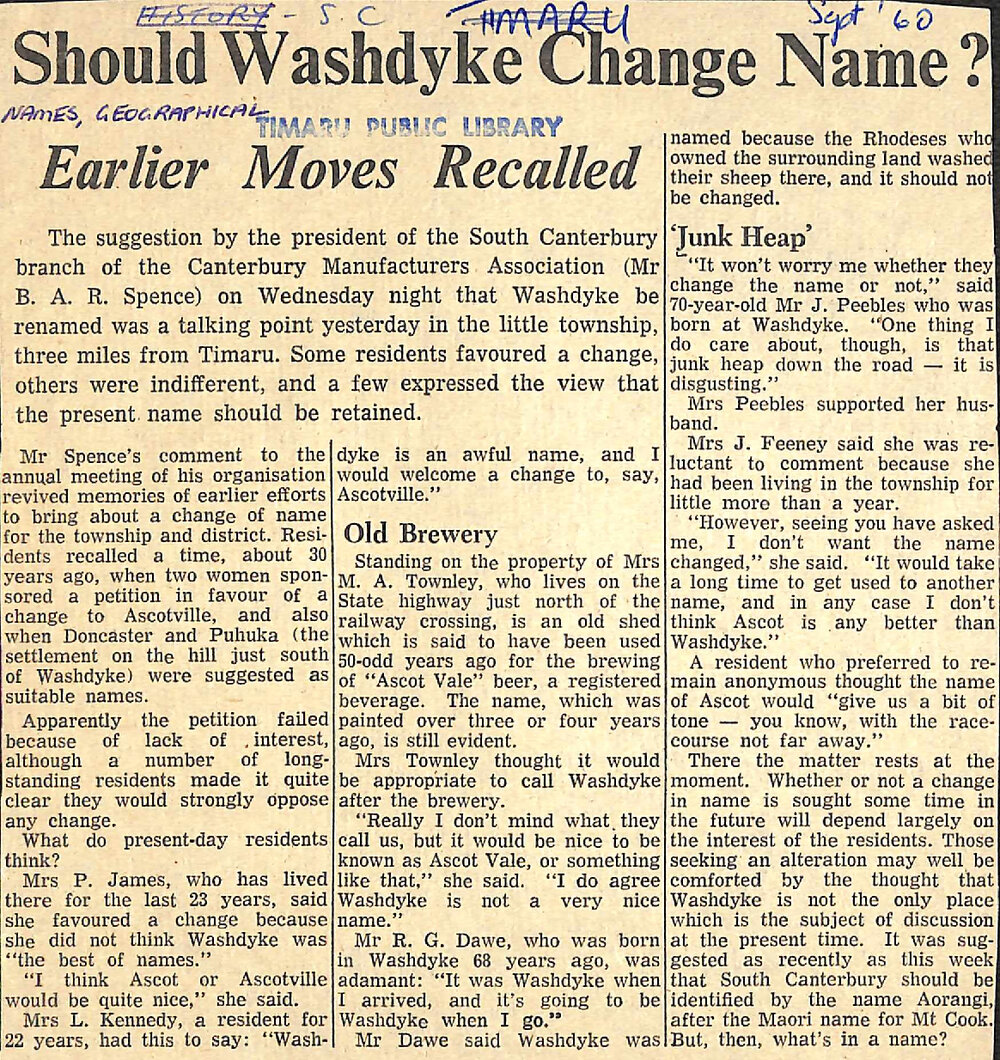 HISTORY - S. C TIMARU Sept '60
Should Washdyke Change Name?
NAMES, GEOGRAPHICAL
TIMARU PUBLIC LIBRARY
Earlier Moves Recalled
The suggestion by the president of the South Canterbury
branch of the Canterbury Manufacturers Association (Mr
B. A. R. Spence) on Wednesday night that Washdyke be
renamed was a talking point yesterday in the little township,
three miles from Timaru. Some residents favoured a change,
others were indifferent, and a few expressed the view that
the present name should be retained.
Mr Spence's comment to the
annual meeting of his organisation
revived memories of earlier efforts
to bring about a change of name
for the township and district. Resi-
dents recalled a time, about 30
years ago, when two women spon-
sored a petition in favour of a
change to Ascotville, and also
when Doncaster and Puhuka (the
settlement on the hill just south
of Washdyke) were suggested as
suitable names.
Apparently the petition failed
because of lack of interest,
although a number of long-
standing residents made it quite
clear they would strongly oppose
any change.
What do present-day residents
think?
Mrs P. James, who has lived
there for the last 23 years, said
she favoured a change because
she did not think Washdyke was
"the best of names."
"I think Ascot or Ascotville
would be quite nice," she said.
Mrs L. Kennedy, a resident for
22 years, had this to say: "Wash-
dyke is an awful name, and I
would welcome a change to, say,
Ascotville."
Old Brewery
Standing on the property of Mrs
M. A. Townley, who lives on the
State highway just north of the
railway crossing, is an old shed
which is said to have been used
50-odd years ago for the brewing
of "Ascot Vale" beer, a registered
beverage. The name, which was
painted over three or four years
ago, is still evident.
Mrs Townley thought it would
be appropriate to call Washdyke
after the brewery.
"Really I don't mind what they
call us, but it would be nice to be
known as Ascot Vale, or something
like that," she said. "I do agree
Washdyke is not a very nice
name."
Mr R. G. Dawe, who was born
in Washdyke 68 years ago, was
adamant: "It was Washdyke when
I arrived, and it's going to be
Washdyke when I go."
Mr Dawe said Washdyke was
named because the Rhodeses who
owned the surrounding land washed
their sheep there, and it should not
be changed.
'Junk Heap'
"It won't worry me whether they
change the name or not," said
70-year-old Mr J. Peebles who was
born at Washdyke. "One thing I
do care about, though, is that
junk heap down the road — it is
disgusting."
Mrs Peebles supported her hus-
band.
Mrs J. Feeney said she was re-
luctant to comment because she
had been living in the township for
little more than a year.
"However, seeing you have asked
me, I don't want the name
changed," she said. "It would take
a long time to get used to another
name, and in any case I don't
think Ascot is any better than
Washdyke."
A resident who preferred to re-
main anonymous thought the name
of Ascot would "give us a bit of
tone — you know, with the race-
course not far away."
There the matter rests at the
moment. Whether or not a change
in name is sought some time in
the future will depend largely on
the interest of the residents. Those
seeking an alteration may well be
comforted by the thought that
Washdyke is not the only place
which is the subject of discussion
at the present time. It was sug-
gested as recently as this week
that South Canterbury should be
identified by the name Aorangi,
after the Maori name for Mt Cook.
But, then, what's in a name?